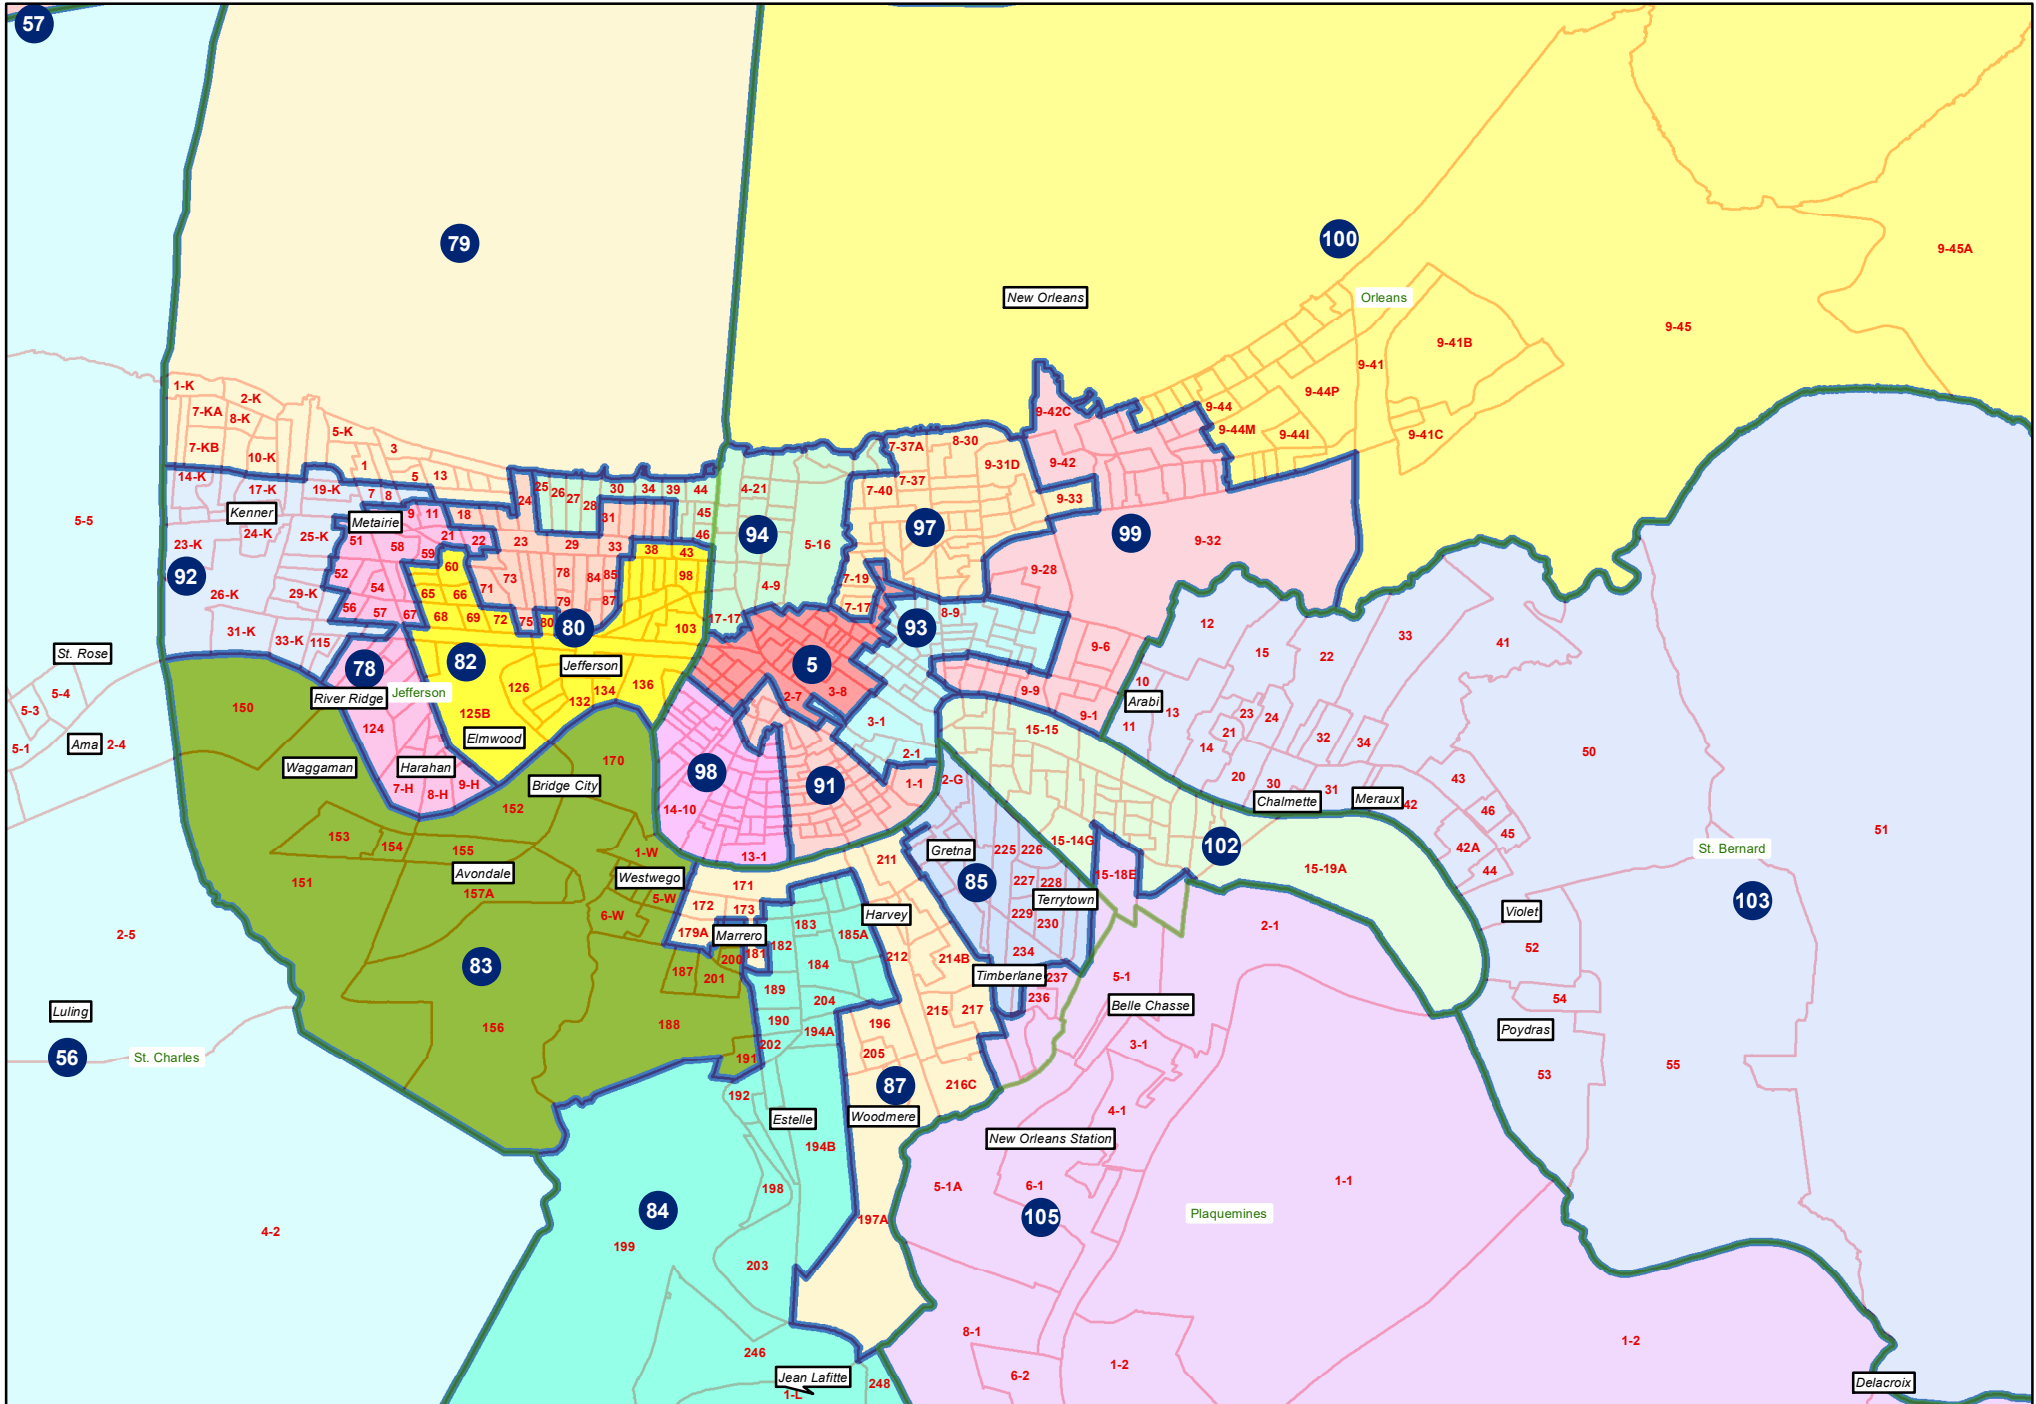 57
79
100
9-45A
New Orleans
Orleans
9-45
9-41B
9-41
9-44P
1-K
2-K
7-KA
8-K
5-K
9-42C
9-44
9-44M
9-44I
9-41C
7-KB
10-K
3
1
5
13
7-37A
8-30
9-31D
9-42
14-K
17-K
19-K
7
8
24
25
26
27
28
30
34
39
44
4-21
7-40
7-37
9-33
Kenner
Metairie
9
11
18
31
45
5-5
24-K
25-K
51
58
21
22
23
29
33
46
94
5-16
97
99
9-32
23-K
59
60
38
43
92
52
54
71
73
78
84
85
98
4-9
7-19
9-28
26-K
29-K
65
66
79
87
56
57
67
68
69
72
75
80
80
103
17-17
7-17
93
8-9
12
33
41
31-K
33-K
115
St. Rose
78
82
Jefferson
5
9-6
15
22
5-4
5-3
River Ridge
Jefferson
126
132
134
136
2-7
3-8
9-9
10
Arabi
150
124
125B
3-1
9-1
11
13
23
24
5-1
Ama
2-4
Elmwood
15-15
14
21
32
34
50
Waggaman
Harahan
170
98
91
2-1
1-1
2-G
20
30
31
43
7-H
8-H
9-H
Bridge City
152
14-10
Chalmette
Meraux
42
46
45
153
154
155
1-W
13-1
211
Gretna
225
226
15-14G
102
42A
44
51
St. Bernard
151
Avondale
157A
Westwego
5-W
171
85
227
228
15-18E
15-19A
103
6-W
172
173
Harvey
Terrytown
229
230
Violet
2-5
179A
Marrero
183
185A
2-1
52
83
187
200
201
181
182
184
212
214B
234
Timberlane
237
5-1
189
204
236
Belle Chasse
54
Luling
156
188
190
194A
196
215
217
Poydras
56
St. Charles
191
202
205
3-1
53
55
87
216C
192
Estelle
Woodmere
4-1
194B
New Orleans Station
198
5-1A
6-1
1-1
84
197A
105
Plaquemines
4-2
199
203
246
8-1
1-2
1-2
6-2
Jean Lafitte
1-L
248
Delacroix